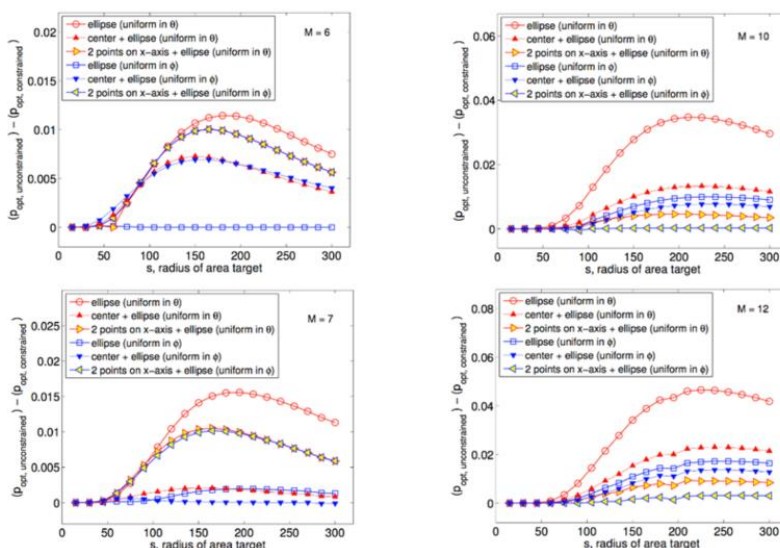 0.02
0.015
0.01
0.005
0
0 50 100 150 200 250 300
s, radius of area target
(p opt, unconstrained) − (p opt, constrained)
M = 6
ellipse (uniform in θ)
center + ellipse (uniform in θ)
2 points on x-axis + ellipse (uniform in θ)
ellipse (uniform in ϕ)
center + ellipse (uniform in ϕ)
2 points on x-axis + ellipse (uniform in ϕ)
0.06
0.04
0.02
0
0 50 100 150 200 250 300
s, radius of area target
(p opt, unconstrained) − (p opt, constrained)
M = 10
ellipse (uniform in θ)
center + ellipse (uniform in θ)
2 points on x-axis + ellipse (uniform in θ)
ellipse (uniform in ϕ)
center + ellipse (uniform in ϕ)
2 points on x-axis + ellipse (uniform in ϕ)
0.025
0.02
0.015
0.01
0.005
0
0 50 100 150 200 250 300
s, radius of area target
(p opt, unconstrained) − (p opt, constrained)
M = 7
ellipse (uniform in θ)
center + ellipse (uniform in θ)
2 points on x-axis + ellipse (uniform in θ)
ellipse (uniform in ϕ)
center + ellipse (uniform in ϕ)
2 points on x-axis + ellipse (uniform in ϕ)
0.08
0.06
0.04
0.02
0
0 50 100 150 200 250 300
s, radius of area target
(p opt, unconstrained) − (p opt, constrained)
M = 12
ellipse (uniform in θ)
center + ellipse (uniform in θ)
2 points on x-axis + ellipse (uniform in θ)
ellipse (uniform in ϕ)
center + ellipse (uniform in ϕ)
2 points on x-axis + ellipse (uniform in ϕ)